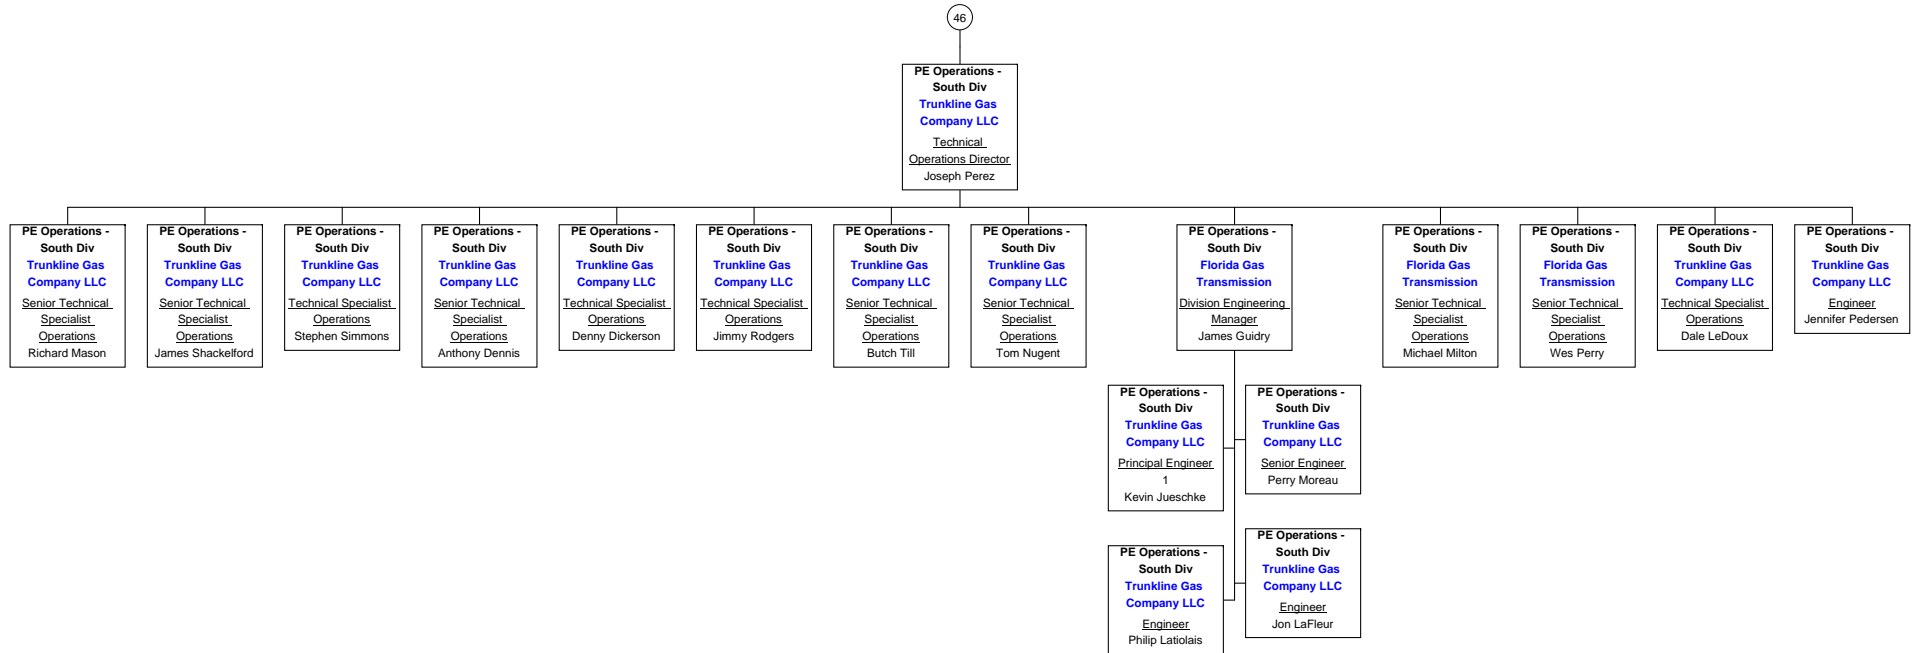 46
PE Operations -
South Div
Trunkline Gas
Company LLC
Technical
Operations Director
Joseph Perez
PE Operations -
South Div
Trunkline Gas
Company LLC
Senior Technical
Specialist
Operations
Richard Mason
PE Operations -
South Div
Trunkline Gas
Company LLC
Senior Technical
Specialist
Operations
James Shackelford
PE Operations -
South Div
Trunkline Gas
Company LLC
Technical Specialist
Operations
Stephen Simmons
PE Operations -
South Div
Trunkline Gas
Company LLC
Senior Technical
Specialist
Operations
Anthony Dennis
PE Operations -
South Div
Trunkline Gas
Company LLC
Technical Specialist
Operations
Denny Dickerson
PE Operations -
South Div
Trunkline Gas
Company LLC
Technical Specialist
Operations
Jimmy Rodgers
PE Operations -
South Div
Trunkline Gas
Company LLC
Senior Technical
Specialist
Operations
Butch Till
PE Operations -
South Div
Trunkline Gas
Company LLC
Senior Technical
Specialist
Operations
Tom Nugent
PE Operations -
South Div
Florida Gas
Transmission
Division Engineering
Manager
James Guidry
PE Operations -
South Div
Florida Gas
Transmission
Senior Technical
Specialist
Operations
Michael Milton
PE Operations -
South Div
Florida Gas
Transmission
Senior Technical
Specialist
Operations
Wes Perry
PE Operations -
South Div
Trunkline Gas
Company LLC
Technical Specialist
Operations
Dale LeDoux
PE Operations -
South Div
Trunkline Gas
Company LLC
Engineer
Jennifer Pedersen
PE Operations -
South Div
Trunkline Gas
Company LLC
Principal Engineer
1
Kevin Jueschke
PE Operations -
South Div
Trunkline Gas
Company LLC
Senior Engineer
Perry Moreau
PE Operations -
South Div
Trunkline Gas
Company LLC
Engineer
Philip Latiolais
PE Operations -
South Div
Trunkline Gas
Company LLC
Engineer
Jon LaFleur